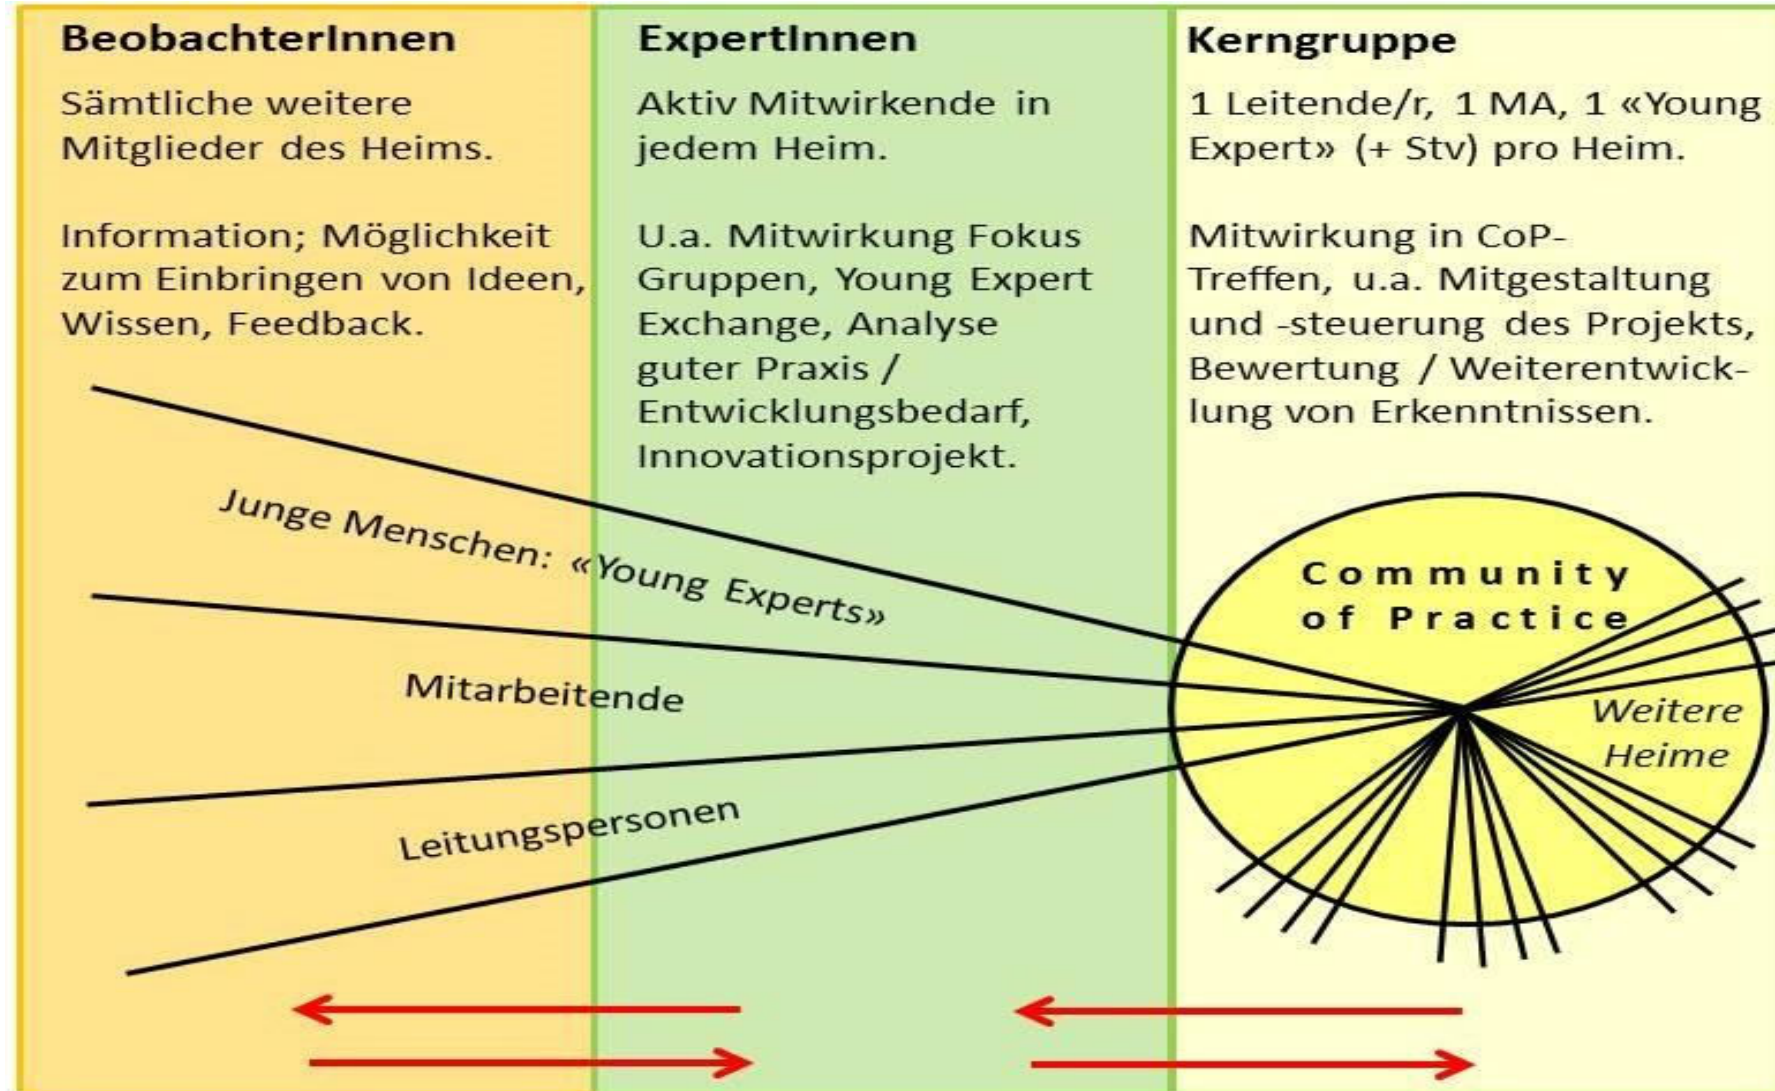 BeobachterInnen
Sämtliche weitere
Mitglieder des Heims.
Information; Möglichkeit
zum Einbringen von Ideen,
Wissen, Feedback.
ExpertInnen
Aktiv Mitwirkende in
jedem Heim.
U.a. Mitwirkung Fokus
Gruppen, Young Expert
Exchange, Analyse
guter Praxis /
Entwicklungsbedarf,
Innovationsprojekt.
Kerngruppe
1 Leitende/r, 1 MA, 1 «Young
Expert» (+ Stv) pro Heim.
Mitwirkung in CoP-
Treffen, u.a. Mitgestaltung
und -steuerung des Projekts,
Bewertung / Weiterentwick-
lung von Erkenntnissen.
Junge Menschen: «Young Experts»
Mitarbeitende
Leitungspersonen
Community
of Practice
Weitere
Heime